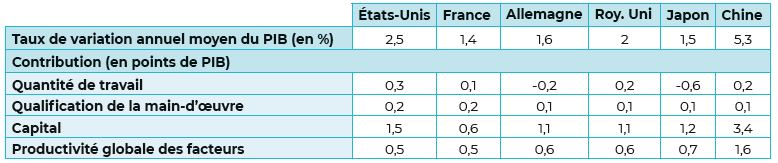 États-Unis France Allemagne Roy. Uni Japon Chine
Taux de variation annuel moyen du PIB (en %) 2,5 1,4 1,6 2 1,5 5,3
Contribution (en points de PIB)
Quantité de travail 0,3 0,1 -0,2 0,2 -0,6 0,2
Qualification de la main-d’œuvre 0,2 0,2 0,1 0,1 0,1 0,1
Capital 1,5 0,6 1,1 1,1 1,2 3,4
Productivité globale des facteurs 0,5 0,5 0,6 0,6 0,7 1,6